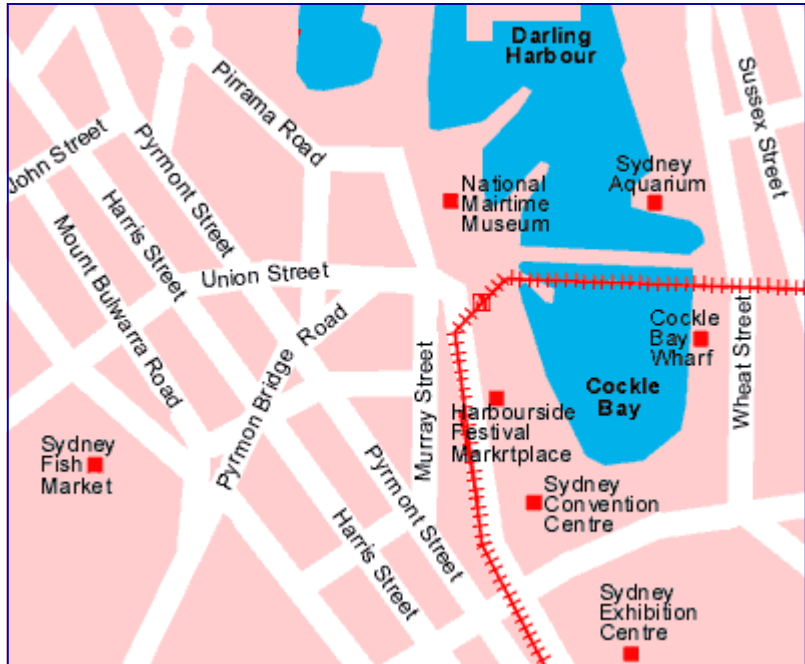 Darling
Harbour
Pirrama Road
Sussex Street
John Street
Pyrmont Street
Sydney
Aquarium
National
Mairtime
Museum
Harris Street
Mount Bulwarra Road
Union Street
Pyrmon Bridge Road
Cockle
Bay
Wharf
Wheat Street
Murray Street
Cockle
Bay
Harbourside
Festival
Markrtplace
Sydney
Fish
Market
Pyrmont Street
Sydney
Convention
Centre
Harris Street
Sydney
Exhibition
Centre